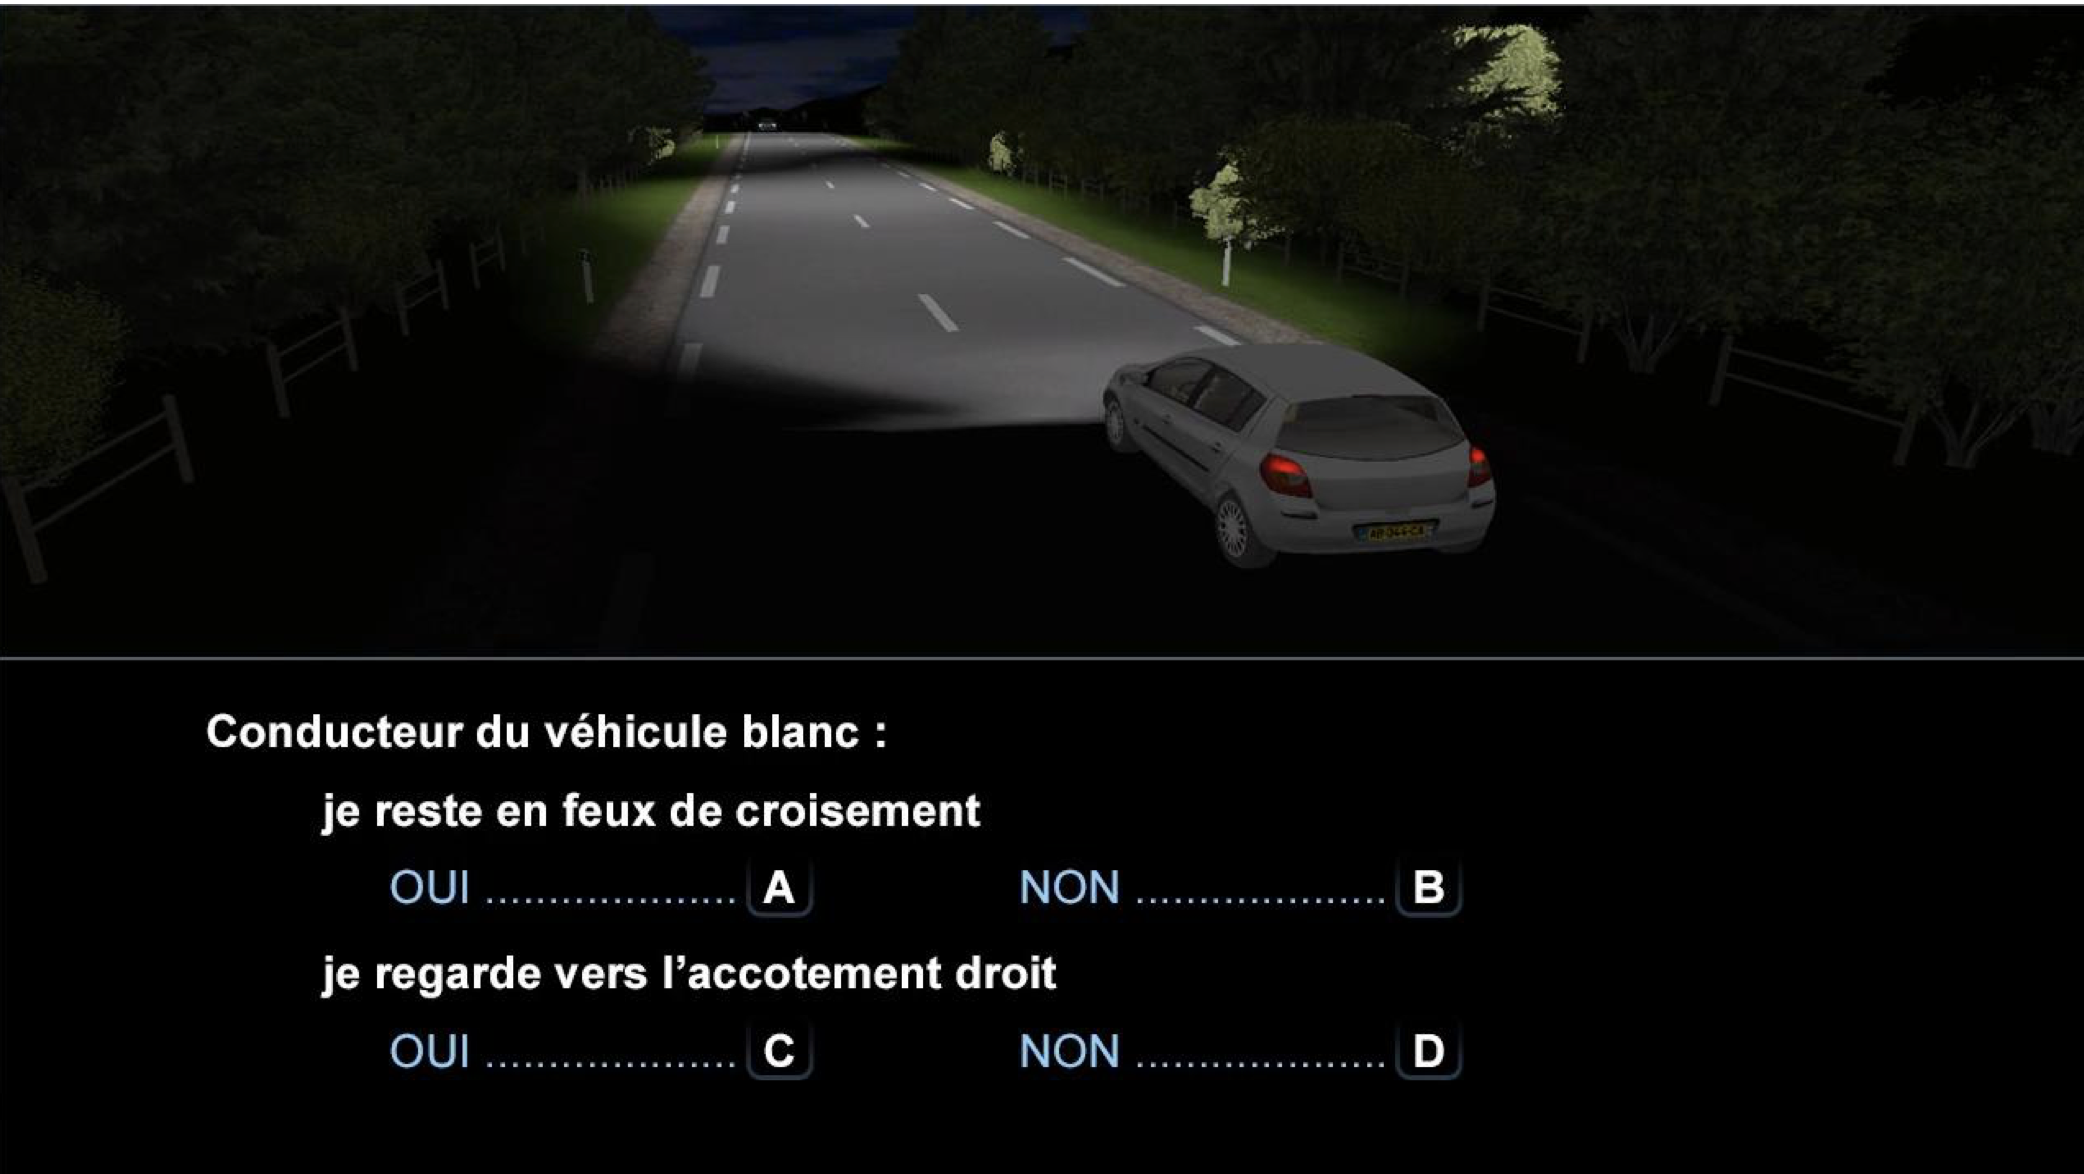 Conducteur du véhicule blanc :
je reste en feux de croisement
OUI .................... A NON .................... B
je regarde vers l’accotement droit
OUI .................... C NON .................... D